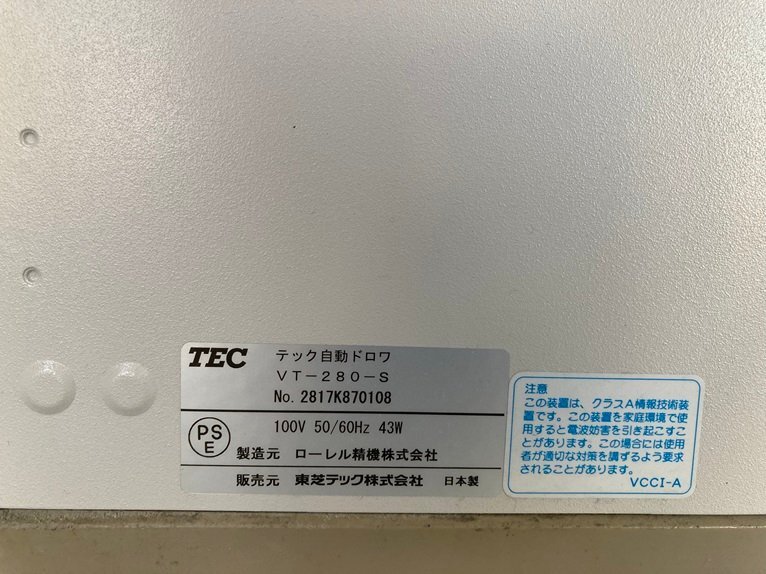 TEC テック自動ドロワ
VT-280-S
No. 2817K870108
PSE 100V 50/60Hz 43W
製造元 ローレル精機株式会社
販売元 東芝テック株式会社 日本製
注意
この装置は、クラスA情報技術装
置です。この装置を家庭環境で使
用すると電波妨害を引き起こすこ
とがあります。この場合には使用
者が適切な対策を講ずるよう要求
されることがあります。
VCCI-A